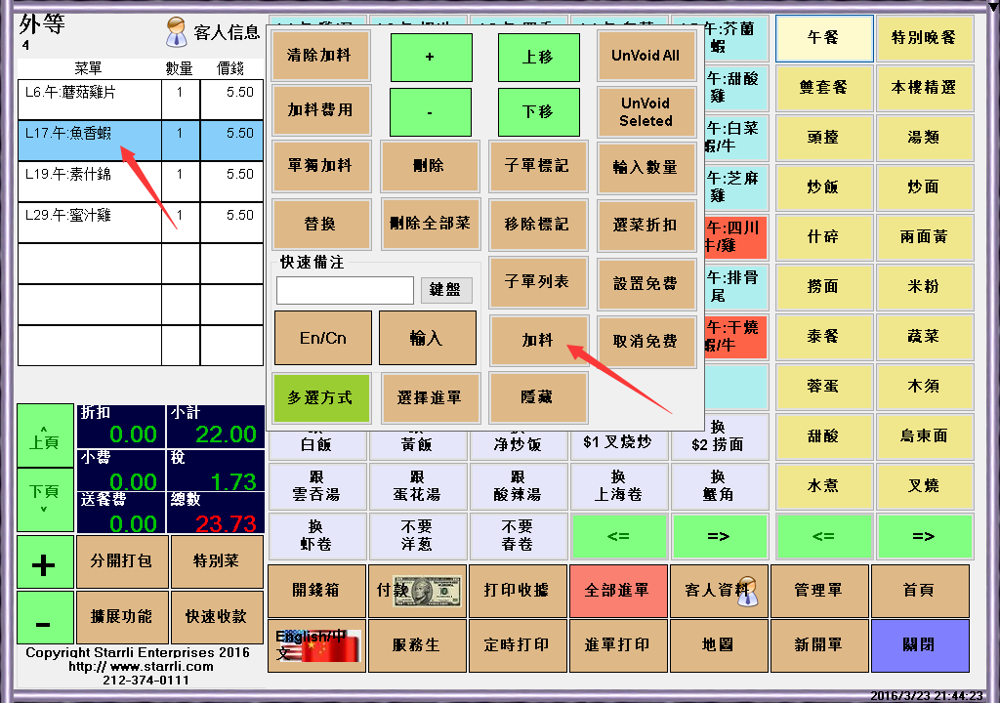 外等
4
客人信息
菜單 數量 價錢
L6.午:蘑菇雞片 1 5.50
L17.午:魚香蝦 1 5.50
L19.午:素什錦 1 5.50
L29.午:蜜汁雞 1 5.50
^
上頁
下頁
v
折扣 小計
0.00 22.00
小費 稅
0.00 1.73
送餐費 總數
0.00 23.73
+ 分開打包 特別菜
- 擴展功能 快速收款
Copyright Starrli Enterprises 2016
http:// www.starrli.com
212-374-0111
清除加料 + 上移 UnVoid All
加料費用 - 下移 UnVoid
Seleted
單獨加料 刪除 子單標記 輸入數量
替換 刪除全部菜 移除標記 選菜折扣
快速備注
鍵盤
子單列表 設置免費
En/Cn 輸入 加料 取消免費
多選方式 選擇進單 隱藏
午:芥蘭
蝦
午:甜酸
雞
午:白菜
蝦/牛
午:芝麻
雞
午:四川
牛/雞
午:排骨
尾
午:干燒
蝦/牛
白飯 黃飯 净炒饭 $1 叉烧炒 换
$2 捞面
跟
雲吞湯
跟
蛋花湯
跟
酸辣湯
换
上海卷
换
蟹角
换
虾卷
不要
洋葱
不要
春卷
<= =>
午餐 特別晚餐
雙套餐 本樓精選
頭擡 湯類
炒飯 炒面
什碎 兩面黃
撈面 米粉
泰餐 蔬菜
蓉蛋 木須
甜酸 烏東面
水煮 叉燒
<= =>
開錢箱 付款 打印收據 全部進單 客人資料 管理單 首頁
English/中
文
服務生 定時打印 進單打印 地圖 新開單 關閉
2016/3/23 21:44:23